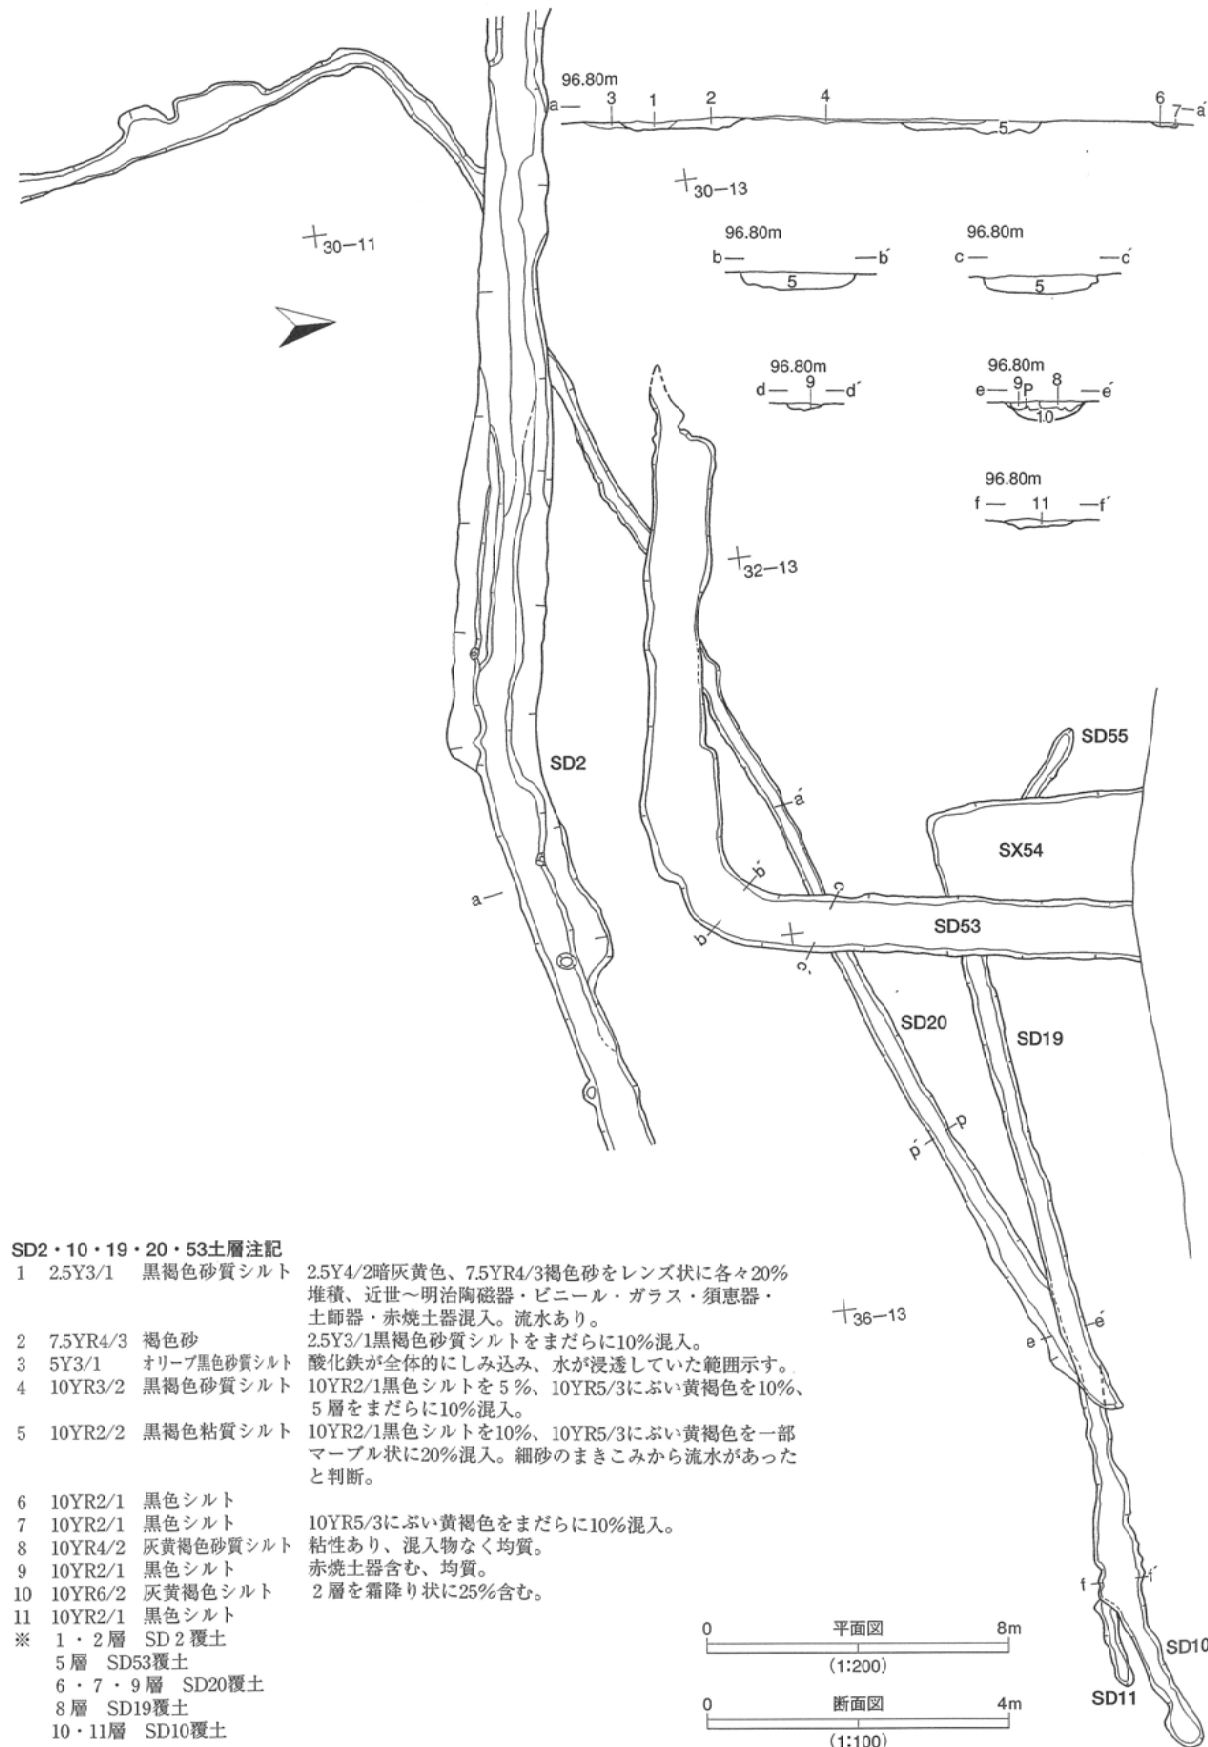 96.80m
a 3 1 2 4 6 7 a´
5
30−13
30−11
96.80m
b b´
5
96.80m
c c´
5
96.80m
d 9 d´
96.80m
e 9 P 8 e´
10
96.80m
f 11 f´
32−13
SD55
SD2
a´
SX54
b´
c
a
SD53
b
c´
SD20
SD19
p
p´
36−13
e
e´
f
f´
SD10
SD11
SD2・10・19・20・53土層注記
1 2.5Y3/1 黒褐色砂質シルト 2.5Y4/2暗灰黄色、7.5YR4/3褐色砂をレンズ状に各々20%
堆積、近世〜明治陶磁器・ビニール・ガラス・須恵器・
土師器・赤焼土器混入。流水あり。
2 7.5YR4/3 褐色砂 2.5Y3/1黒褐色砂質シルトをまだらに10%混入。
3 5Y3/1 オリーブ黒色砂質シルト 酸化鉄が全体的にしみ込み、水が浸透していた範囲示す。
4 10YR3/2 黒褐色砂質シルト 10YR2/1黒色シルトを5%、10YR5/3にぶい黄褐色を10%、
5層をまだらに10%混入。
5 10YR2/2 黒褐色粘質シルト 10YR2/1黒色シルトを10%、10YR5/3にぶい黄褐色を一部
マーブル状に20%混入。細砂のまきこみから流水があった
と判断。
6 10YR2/1 黒色シルト
7 10YR2/1 黒色シルト 10YR5/3にぶい黄褐色をまだらに10%混入。
8 10YR4/2 灰黄褐色砂質シルト 粘性あり、混入物なく均質。
9 10YR2/1 黒色シルト 赤焼土器含む、均質。
10 10YR6/2 灰黄褐色シルト 2層を霜降り状に25%含む。
11 10YR2/1 黒色シルト
※ 1・2層 SD2覆土
5層 SD53覆土
6・7・9層 SD20覆土
8層 SD19覆土
10・11層 SD10覆土
0 平面図 8m
(1:200)
0 断面図 4m
(1:100)